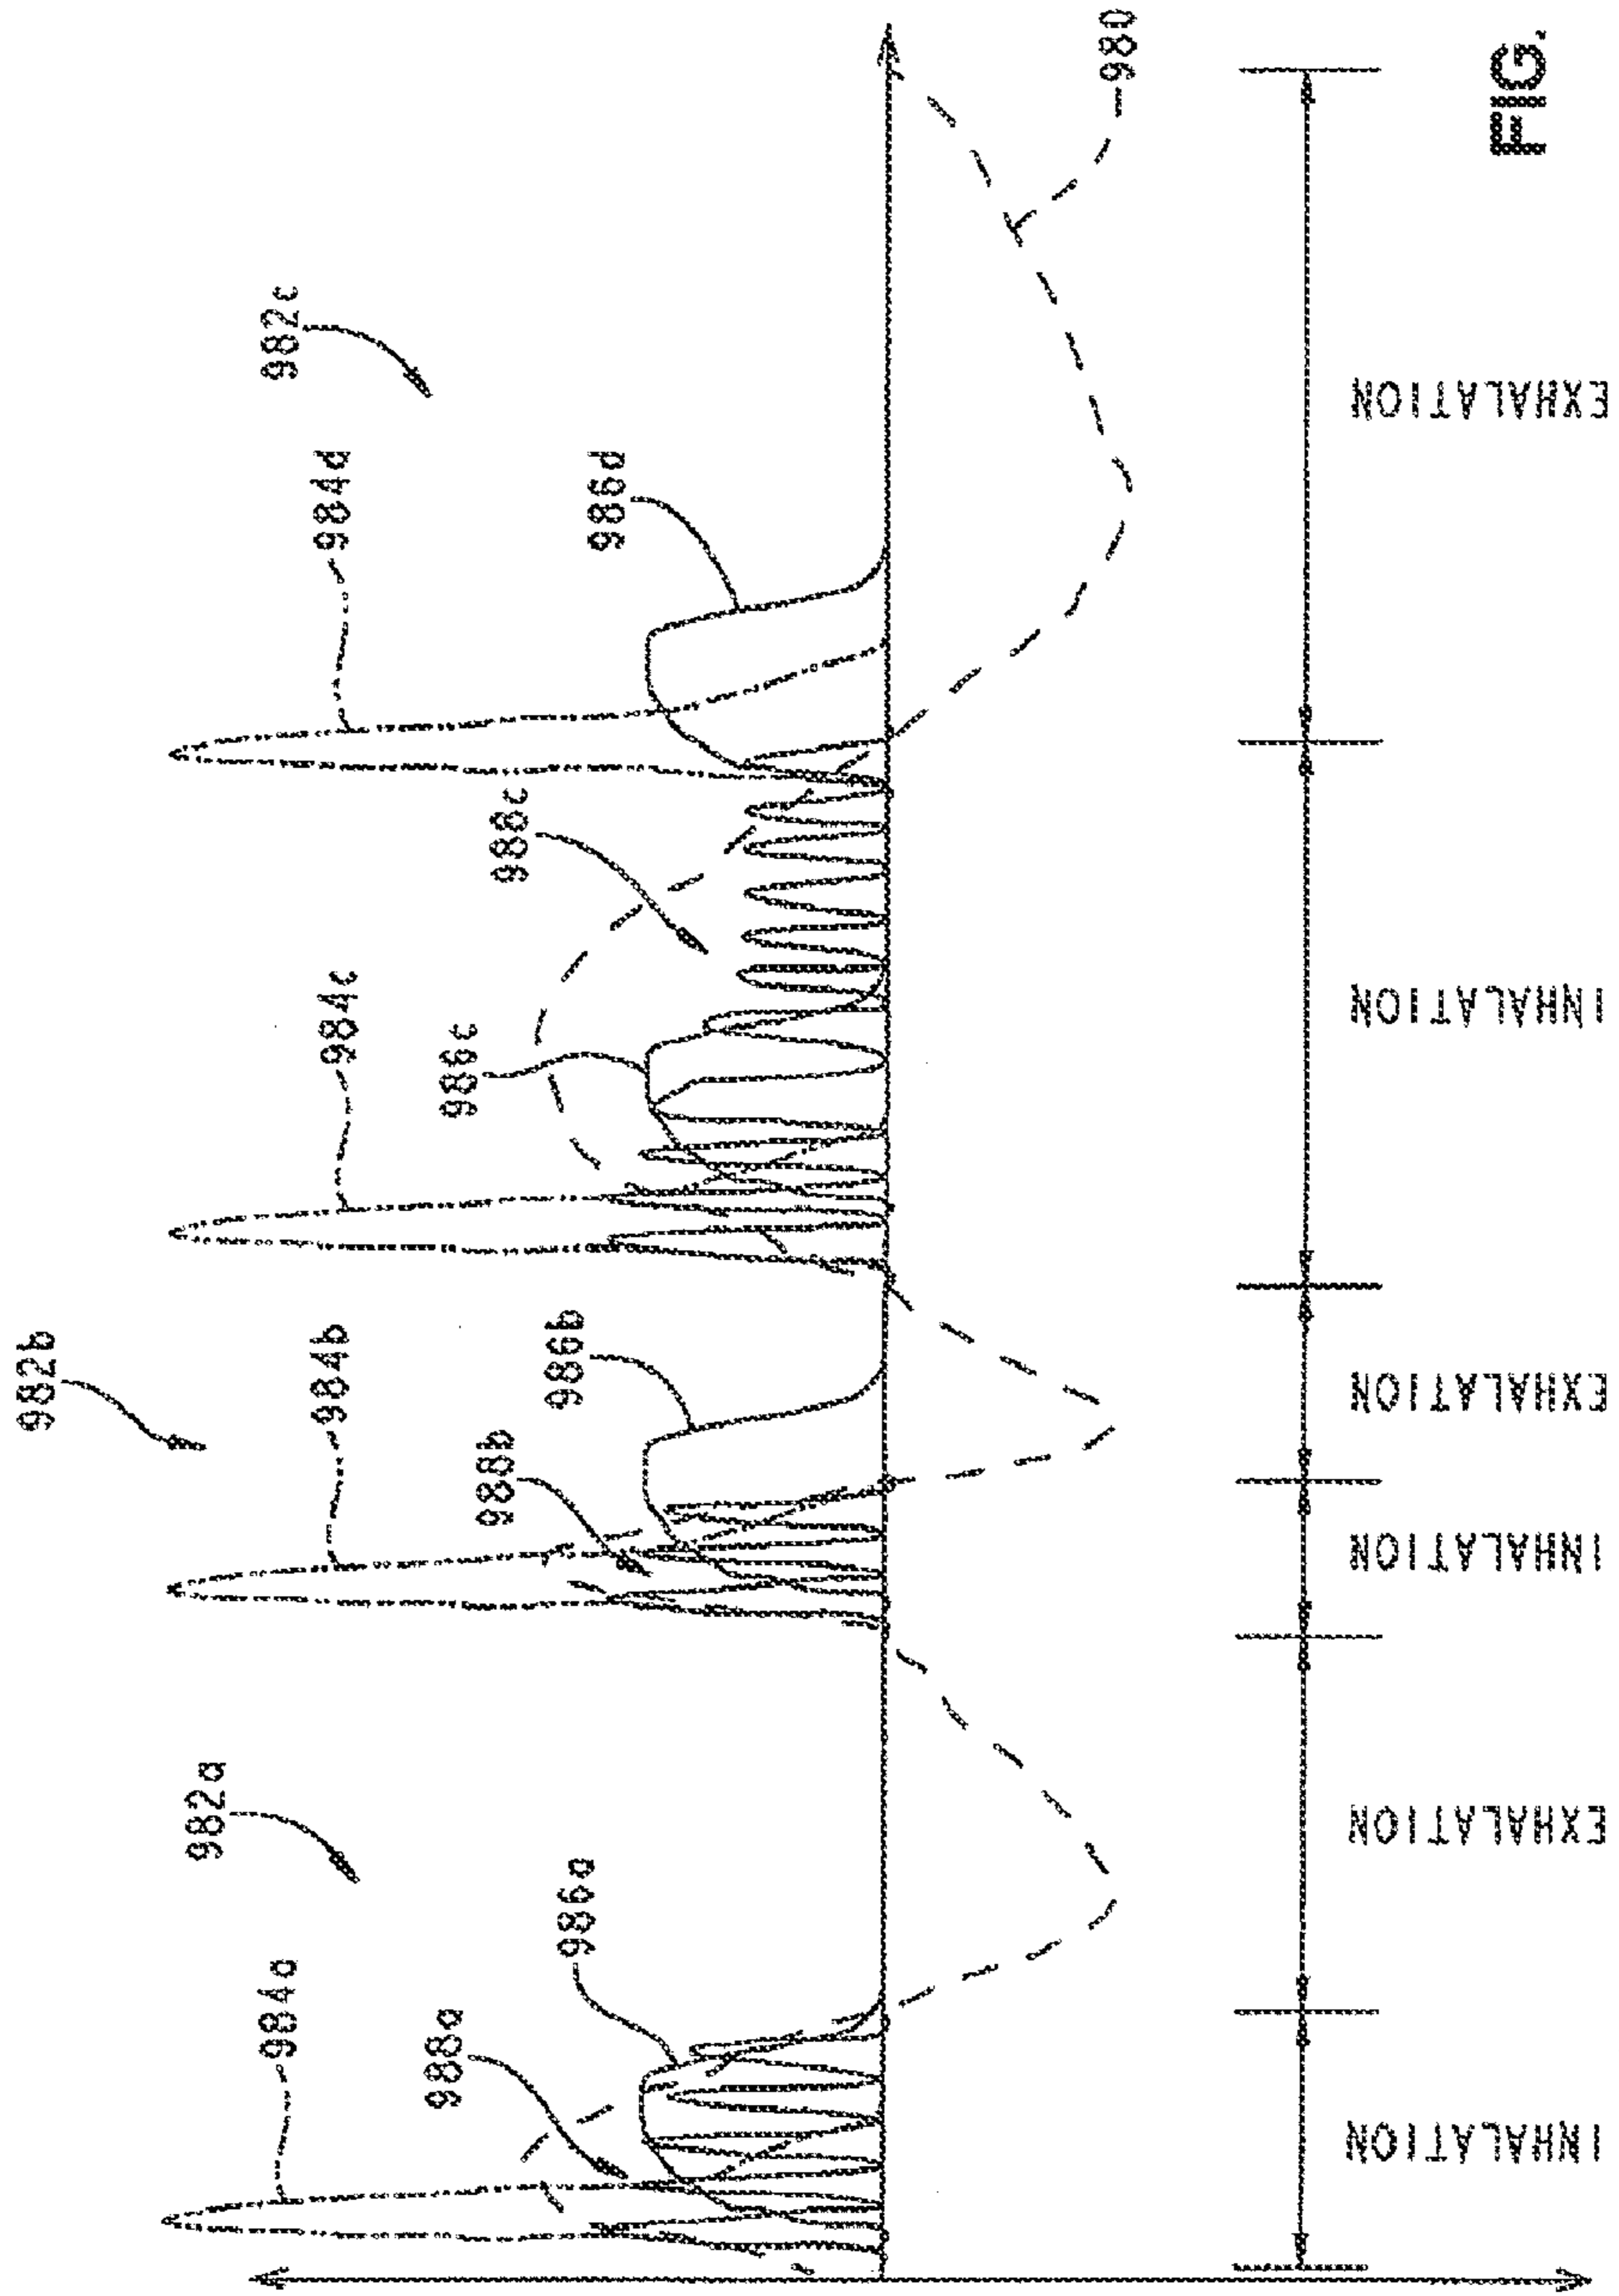 982b
982a
982c
984a
984b
984c
984d
988a
986a
988b
986b
986c
988c
986d
980
INHALATION
EXHALATION
INHALATION
EXHALATION
INHALATION
EXHALATION
FIG.